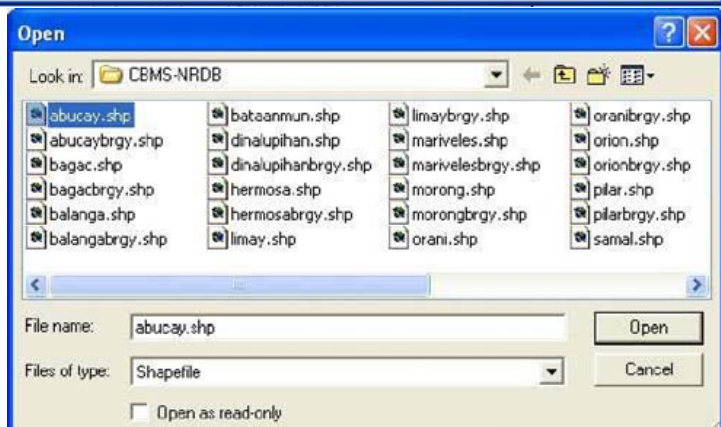 Open
Look in: CBMS-NRDB
abucay.shp
abucaybrgy.shp
bagac.shp
bagacbrgy.shp
balanga.shp
balangabrgy.shp
bataanmun.shp
dinalupihan.shp
dinalupihanbrgy.shp
hermosa.shp
hermosabrgy.shp
limay.shp
limaybrgy.shp
mariveles.shp
marivelesbrgy.shp
morong.shp
morongbrgy.shp
orani.shp
oranibrgy.shp
orion.shp
orionbrgy.shp
pilar.shp
pilarbrgy.shp
samal.shp
File name: abucay.shp Open
Files of type: Shapefile Cancel
Open as read-only